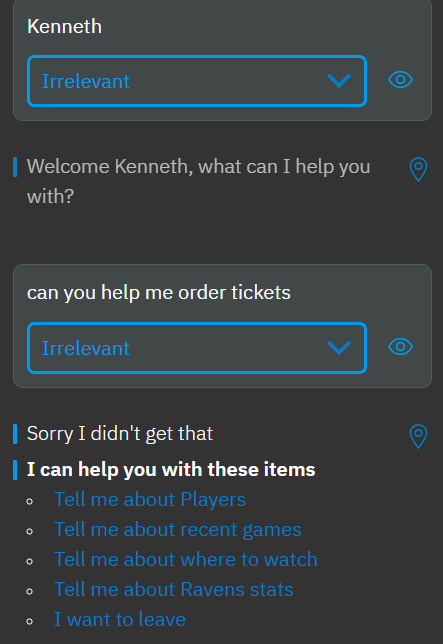 Kenneth
Irrelevant
Welcome Kenneth, what can I help you
with?
can you help me order tickets
Irrelevant
Sorry I didn't get that
I can help you with these items
Tell me about Players
Tell me about recent games
Tell me about where to watch
Tell me about Ravens stats
I want to leave